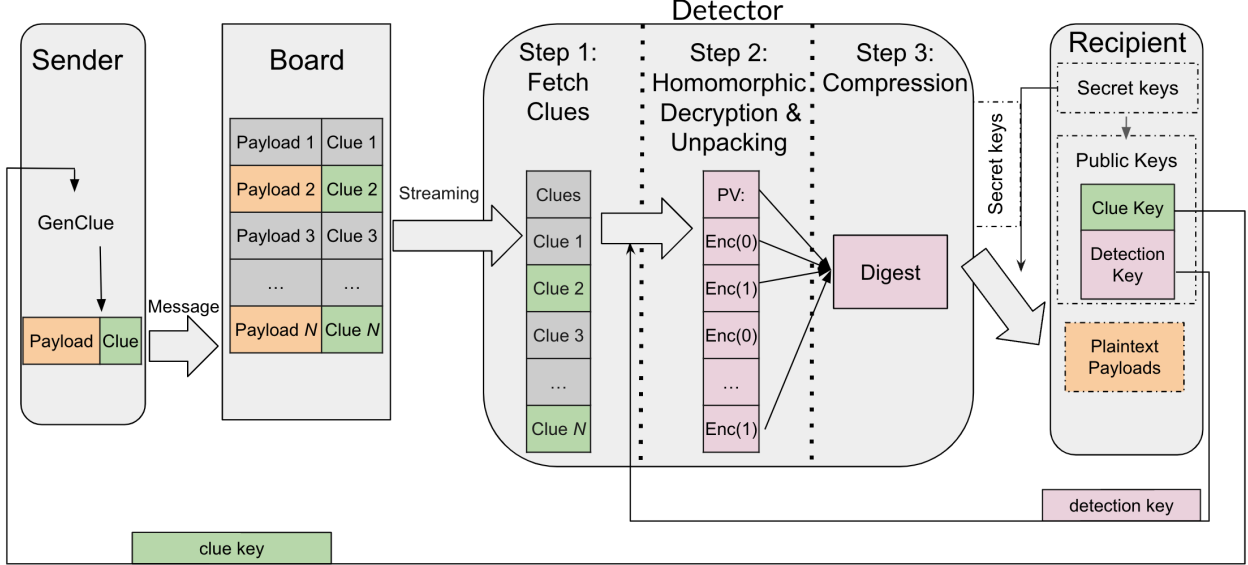 Detector
Sender
GenClue
Payload
Clue
Message
Board
Payload 1
Clue 1
Payload 2
Clue 2
Payload 3
Clue 3
...
...
Payload N
Clue N
Streaming
Step 1:
Fetch
Clues
Clues
Clue 1
Clue 2
Clue 3
...
Clue N
Step 2:
Homomorphic
Decryption &
Unpacking
PV:
Enc(0)
Enc(1)
Enc(0)
...
Enc(1)
Step 3:
Compression
Digest
Secret keys
Recipient
Secret keys
Public Keys
Clue Key
Detection
Key
Plaintext
Payloads
detection key
clue key